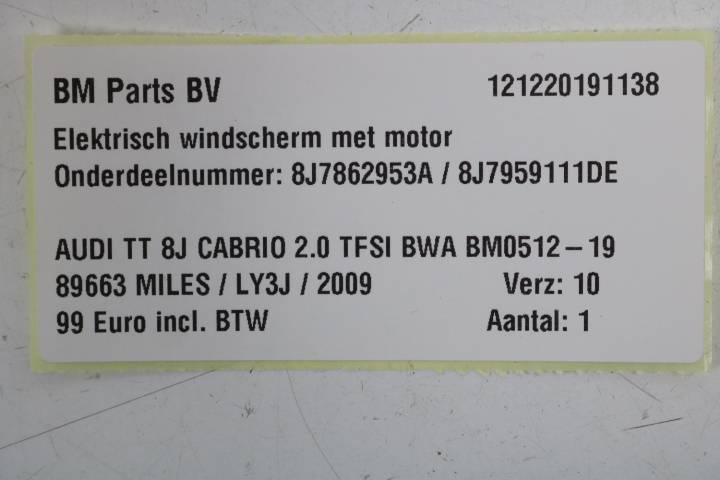 BM Parts BV 121220191138
Elektrisch windscherm met motor
Onderdeelnummer: 8J7862953A / 8J7959111DE
AUDI TT 8J CABRIO 2.0 TFSI BWA BM0512-19
89663 MILES / LY3J / 2009 Verz: 10
99 Euro incl. BTW Aantal: 1